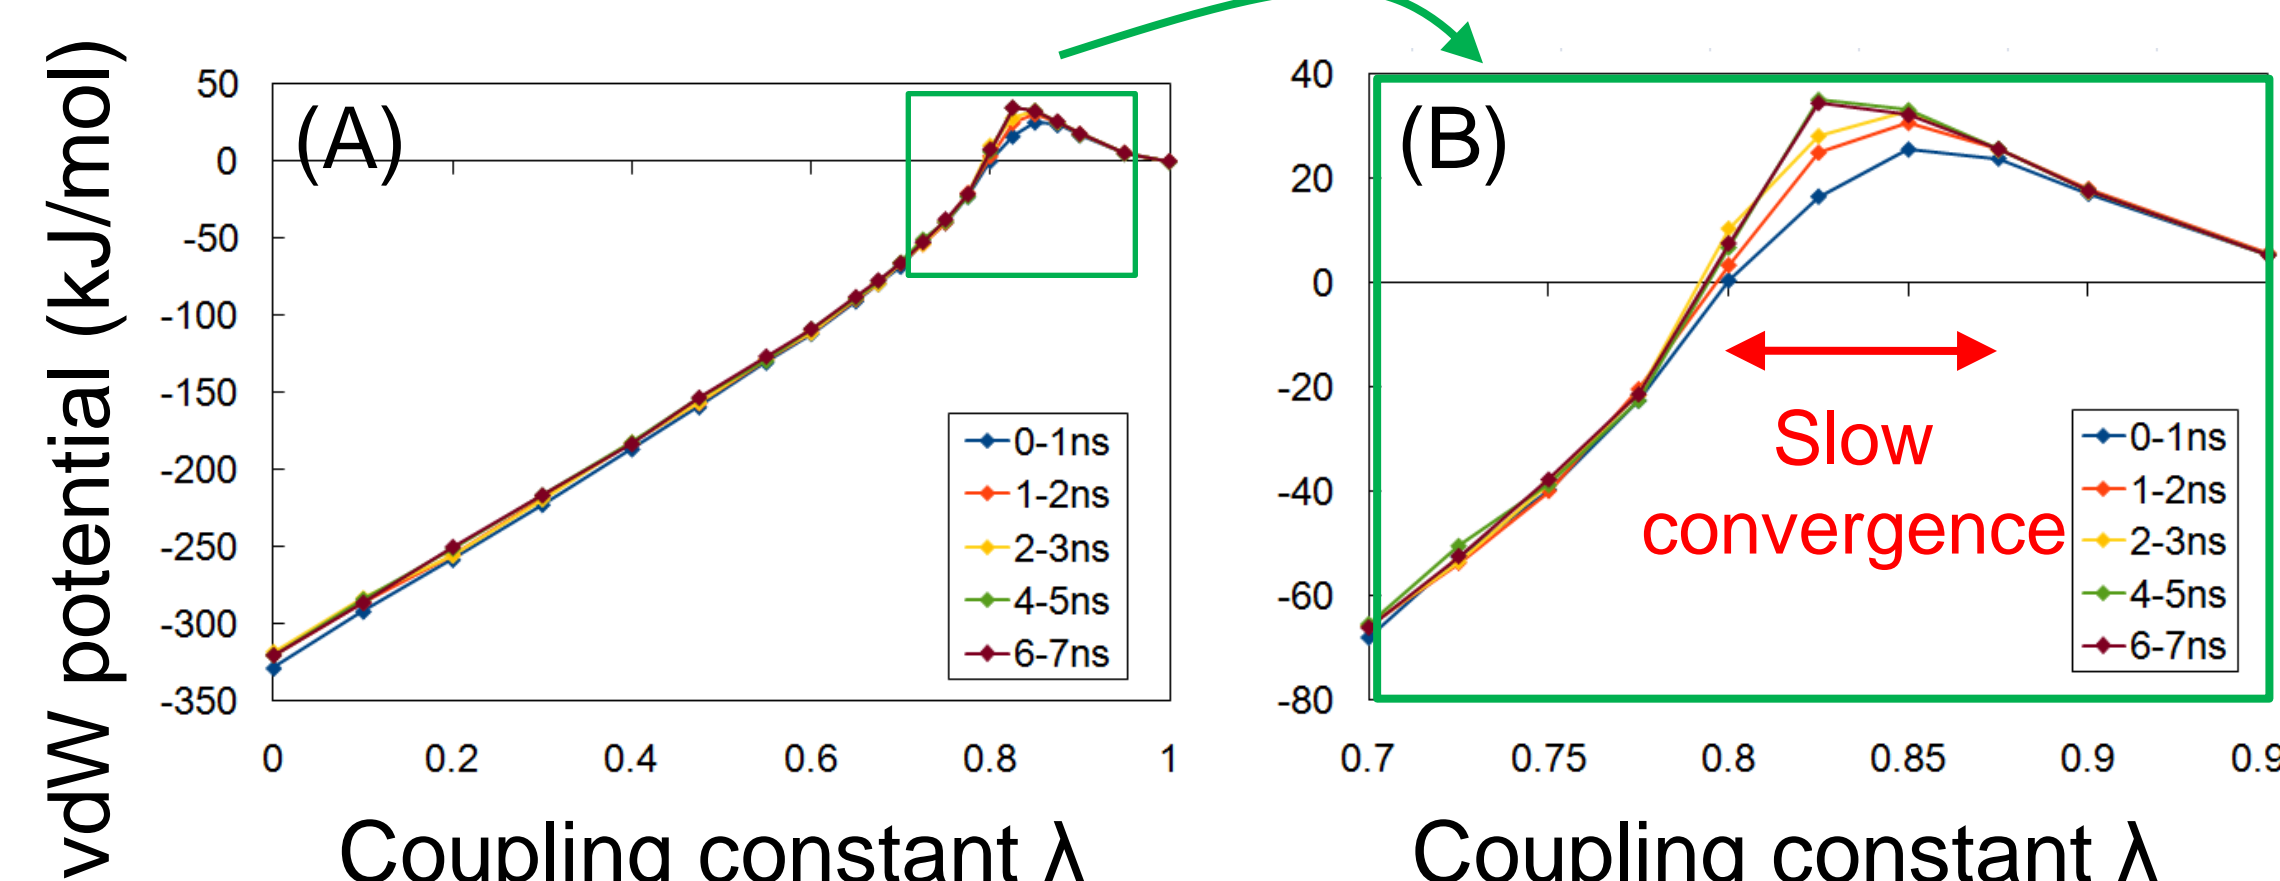 vdW potential (kJ/mol)
(A)
50
0
-50
-100
-150
-200
-250
-300
-350
0 0.2 0.4 0.6 0.8 1
0-1ns
1-2ns
2-3ns
4-5ns
6-7ns
Coupling constant λ
(B)
40
20
0
-20
-40
-60
-80
0.7 0.75 0.8 0.85 0.9 0.9
Slow
convergence
0-1ns
1-2ns
2-3ns
4-5ns
6-7ns
Coupling constant λ